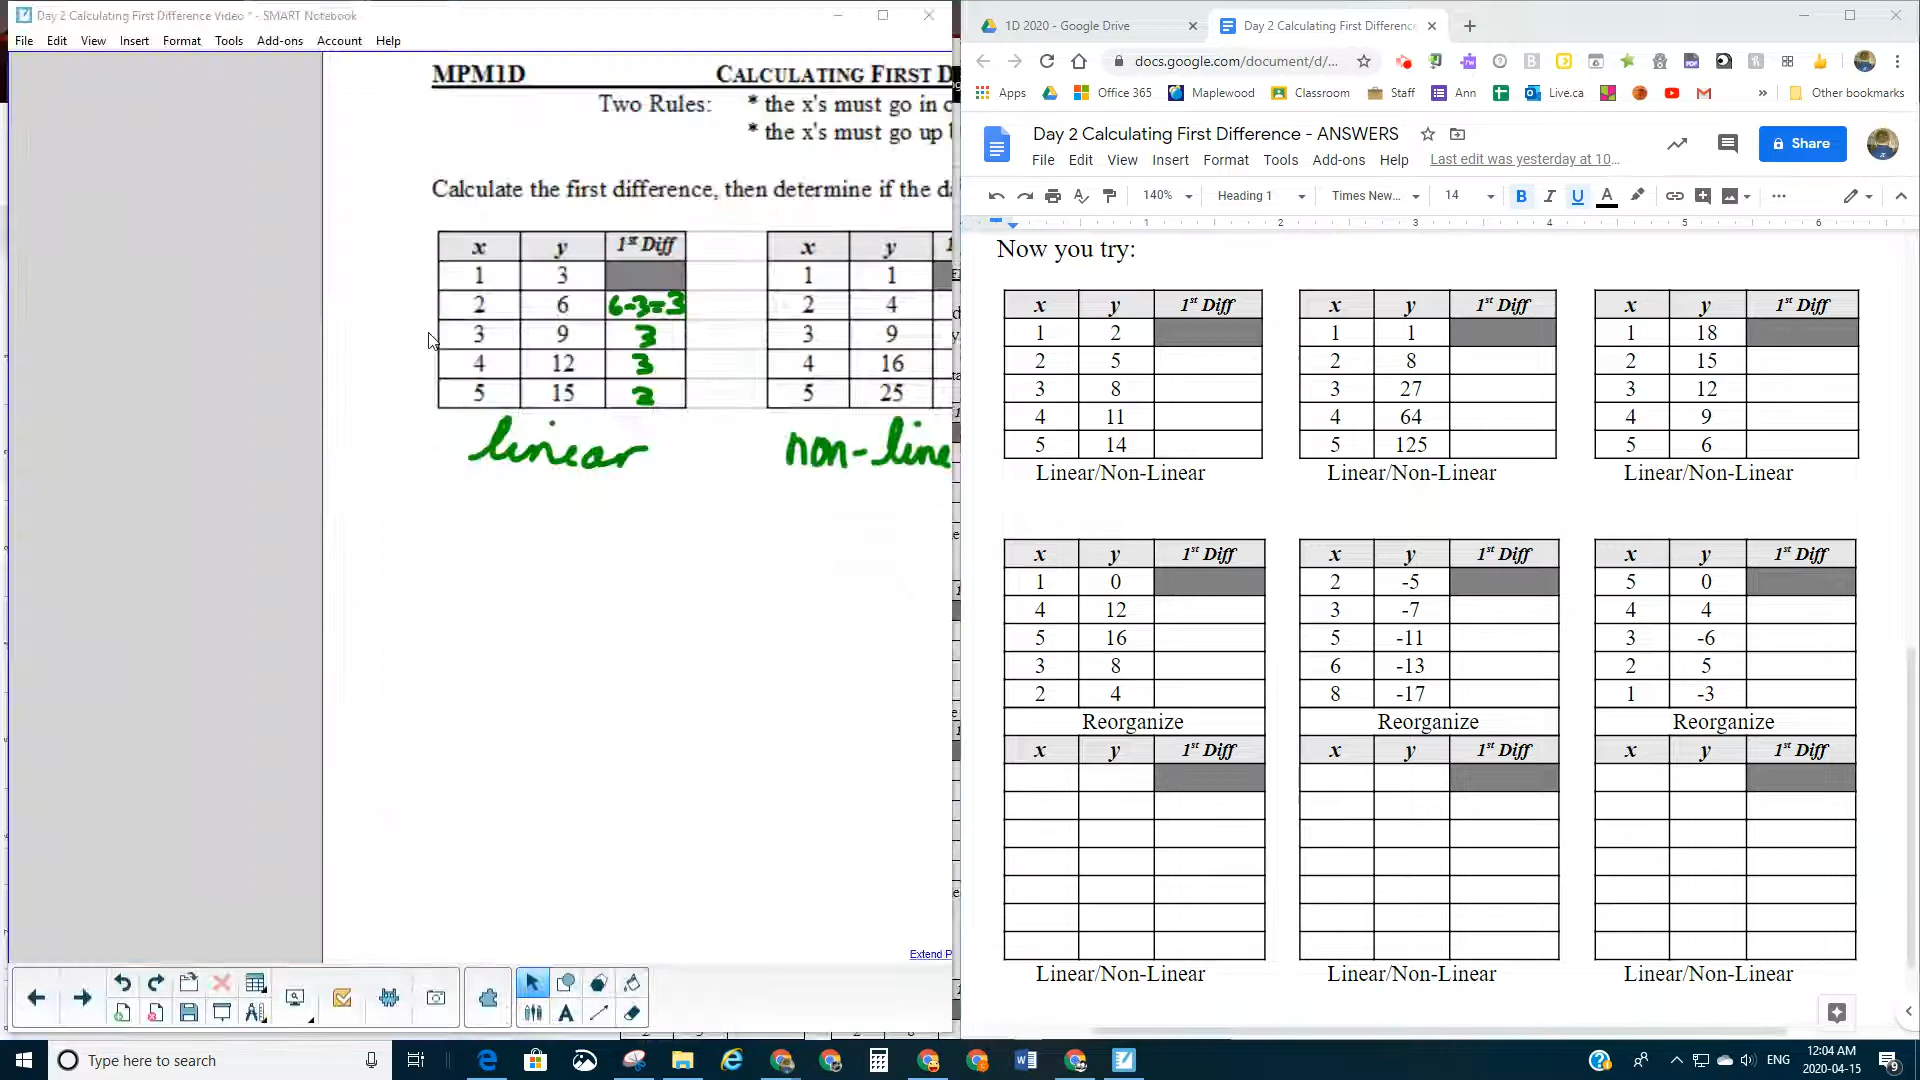 Day 2 Calculating First Difference Video * - SMART Notebook
File Edit View Insert Format Tools Add-ons Account Help
MPM1D CALCULATING FIRST D
Two Rules: * the x's must go in
* the x's must go up
Calculate the first difference, then determine if the da
x y 1st Diff
1 3
2 6 6-3=3
3 9 3
4 12 3
5 15 2
linear
x y 1
1 1
2 4
3 9
4 16
5 25
non-line
Extend P
1D 2020 - Google Drive
Day 2 Calculating First Difference
docs.google.com/document/d/...
Apps Office 365 Maplewood Classroom Staff Ann Live.ca » Other bookmarks
Day 2 Calculating First Difference - ANSWERS
Share
File Edit View Insert Format Tools Add-ons Help Last edit was yesterday at 10...
140% Heading 1 Times New... 14 B I U A
1 2 3 4 5 6
Now you try:
x y 1st Diff
1 2
2 5
3 8
4 11
5 14
Linear/Non-Linear
x y 1st Diff
1 1
2 8
3 27
4 64
5 125
Linear/Non-Linear
x y 1st Diff
1 18
2 15
3 12
4 9
5 6
Linear/Non-Linear
x y 1st Diff
1 0
4 12
5 16
3 8
2 4
Reorganize
x y 1st Diff
Linear/Non-Linear
x y 1st Diff
2 -5
3 -7
5 -11
6 -13
8 -17
Reorganize
x y 1st Diff
Linear/Non-Linear
x y 1st Diff
5 0
4 4
3 -6
2 5
1 -3
Reorganize
x y 1st Diff
Linear/Non-Linear
Type here to search
ENG
12:04 AM
2020-04-15
9